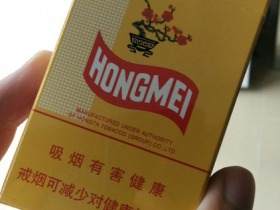 HONGMEI
MANUFACTURED UNDER AUTHORITY
OF HONGTA TOBACCO (GROUP) CO.,LTD
吸烟有害健康
戒烟可减少对健康